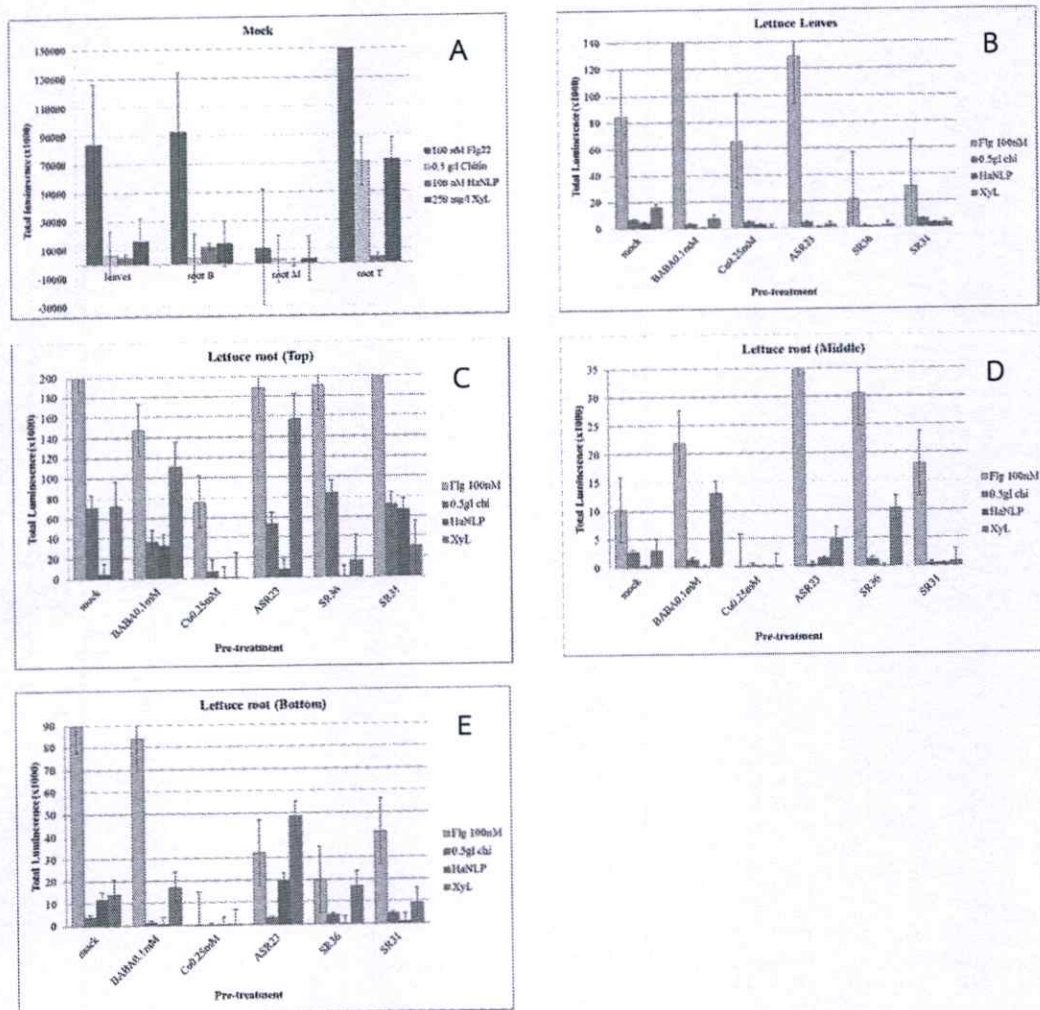 Mock
A
Total luminescence (x1000)
150000
130000
110000
90000
70000
50000
30000
10000
-10000
-30000
leaves
root B
root M
root T
100 nM Flg22
0.5 g/l Chitin
100 nM HaNLP
250 mg/l XyL
Lettuce Leaves
B
Total Luminescence (x1000)
140
120
100
80
60
40
20
0
mock
BABA0.1mM
Cu0.25mM
ASR23
SR36
SR31
Pre-treatment
Flg 100nM
0.5gl chi
HaNLP
XyL
Lettuce root (Top)
C
Total Luminescence (x1000)
200
180
160
140
120
100
80
60
40
20
0
mock
BABA0.1mM
Cu0.25mM
ASR23
SR36
SR31
Pre-treatment
Flg 100nM
0.5gl chi
HaNLP
XyL
Lettuce root (Middle)
D
Total Luminescence (x1000)
35
30
25
20
15
10
5
0
mock
BABA0.1mM
Cu0.25mM
ASR23
SR36
SR31
Pre-treatment
Flg 100nM
0.5gl chi
HaNLP
XyL
Lettuce root (Bottom)
E
Total Luminescence (x1000)
90
80
70
60
50
40
30
20
10
0
mock
BABA0.1mM
Cu0.25mM
ASR23
SR36
SR31
Pre-treatment
Flg 100nM
0.5gl chi
HaNLP
XyL